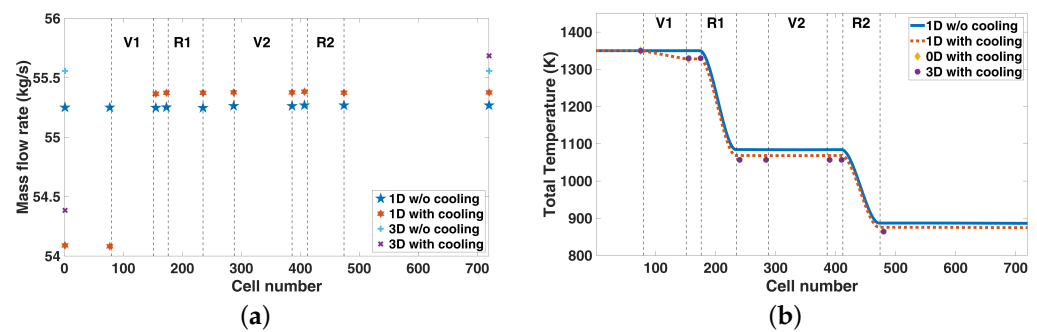 56
55.5
55
54.5
54
Mass flow rate (kg/s)
V1
R1
V2
R2
1D w/o cooling
1D with cooling
3D w/o cooling
3D with cooling
0
100
200
300
400
500
600
700
Cell number
(a)
1400
1300
1200
1100
1000
900
800
Total Temperature (K)
V1
R1
V2
R2
1D w/o cooling
1D with cooling
0D with cooling
3D with cooling
100
200
300
400
500
600
700
Cell number
(b)